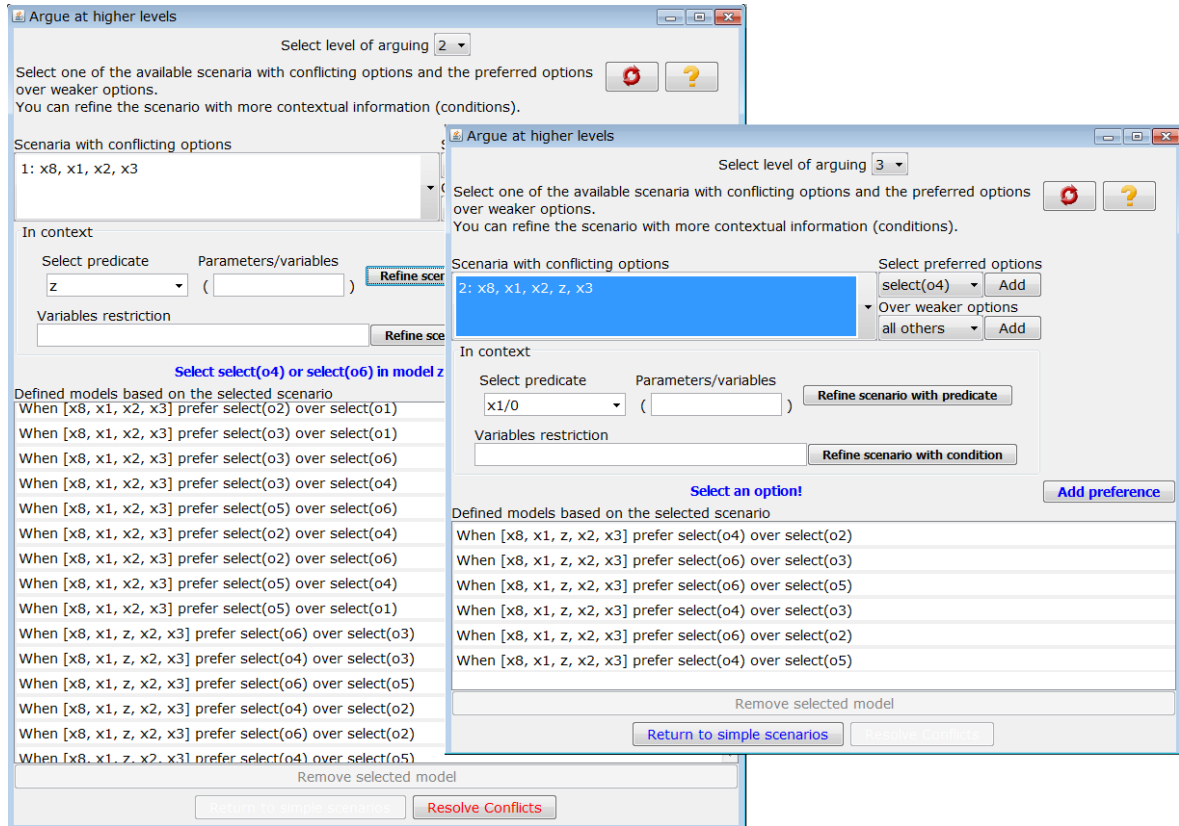 Argue at higher levels
Select level of arguing 2
Select one of the available scenaria with conflicting options and the preferred options
over weaker options.
You can refine the scenario with more contextual information (conditions).
Scenaria with conflicting options
1: x8, x1, x2, x3
In context
Select predicate Parameters/variables
z ( ) Refine scen
Variables restriction
Refine sce
Select select(o4) or select(o6) in model z
Defined models based on the selected scenario
When [x8, x1, x2, x3] prefer select(o2) over select(o1)
When [x8, x1, x2, x3] prefer select(o3) over select(o1)
When [x8, x1, x2, x3] prefer select(o3) over select(o6)
When [x8, x1, x2, x3] prefer select(o3) over select(o4)
When [x8, x1, x2, x3] prefer select(o5) over select(o6)
When [x8, x1, x2, x3] prefer select(o2) over select(o4)
When [x8, x1, x2, x3] prefer select(o2) over select(o6)
When [x8, x1, x2, x3] prefer select(o5) over select(o4)
When [x8, x1, x2, x3] prefer select(o5) over select(o1)
When [x8, x1, z, x2, x3] prefer select(o6) over select(o3)
When [x8, x1, z, x2, x3] prefer select(o4) over select(o3)
When [x8, x1, z, x2, x3] prefer select(o6) over select(o5)
When [x8, x1, z, x2, x3] prefer select(o4) over select(o2)
When [x8, x1, z, x2, x3] prefer select(o6) over select(o2)
When [x8, x1, z, x2, x3] prefer select(o4) over select(o5)
Remove selected model
Return to simple scenarios Resolve Conflicts
Argue at higher levels
Select level of arguing 3
Select one of the available scenaria with conflicting options and the preferred options
over weaker options.
You can refine the scenario with more contextual information (conditions).
Scenaria with conflicting options Select preferred options
2: x8, x1, x2, z, x3 select(o4) Add
Over weaker options
all others Add
In context
Select predicate Parameters/variables
x1/0 ( ) Refine scenario with predicate
Variables restriction
Refine scenario with condition
Select an option! Add preference
Defined models based on the selected scenario
When [x8, x1, z, x2, x3] prefer select(o4) over select(o2)
When [x8, x1, z, x2, x3] prefer select(o6) over select(o3)
When [x8, x1, z, x2, x3] prefer select(o6) over select(o5)
When [x8, x1, z, x2, x3] prefer select(o4) over select(o3)
When [x8, x1, z, x2, x3] prefer select(o6) over select(o2)
When [x8, x1, z, x2, x3] prefer select(o4) over select(o5)
Remove selected model
Return to simple scenarios Resolve Conflicts